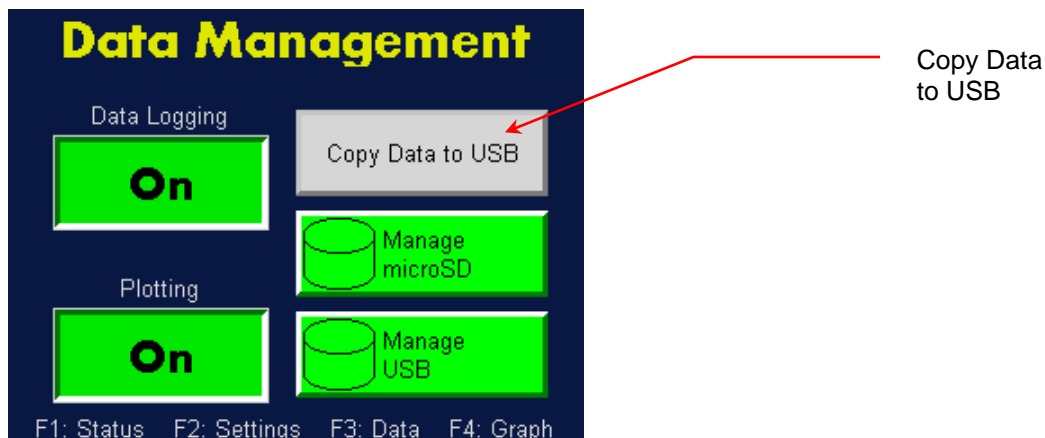 Data Management
Data Logging
On
Copy Data to USB
Manage
microSD
Plotting
On
Manage
USB
F1: Status F2: Settings F3: Data F4: Graph
Copy Data
to USB